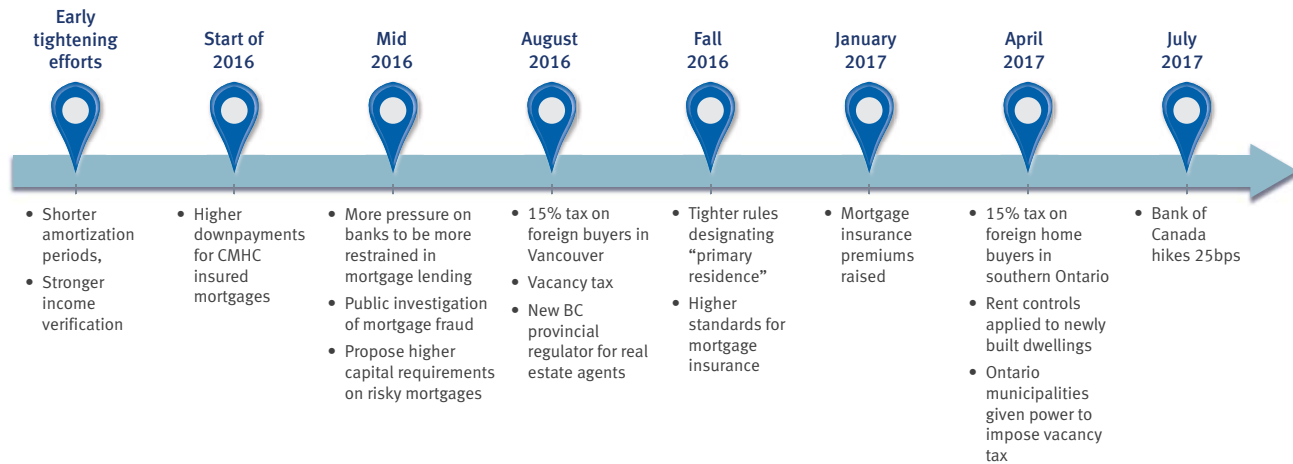 Early
tightening
efforts
Start of
2016
Mid
2016
August
2016
Fall
2016
January
2017
April
2017
July
2017
• Shorter
amortization
periods,
• Stronger
income
verification
• Higher
downpayments
for CMHC
insured
mortgages
• More pressure on
banks to be more
restrained in
mortgage lending
• Public investigation
of mortgage fraud
• Propose higher
capital requirements
on risky mortgages
• 15% tax on
foreign buyers in
Vancouver
• Vacancy tax
• New BC
provincial
regulator for real
estate agents
• Tighter rules
designating
“primary
residence”
• Higher
standards for
mortgage
insurance
• Mortgage
insurance
premiums
raised
• 15% tax on
foreign home
buyers in
southern Ontario
• Rent controls
applied to newly
built dwellings
• Ontario
municipalities
given power to
impose vacancy
tax
• Bank of
Canada
hikes 25bps